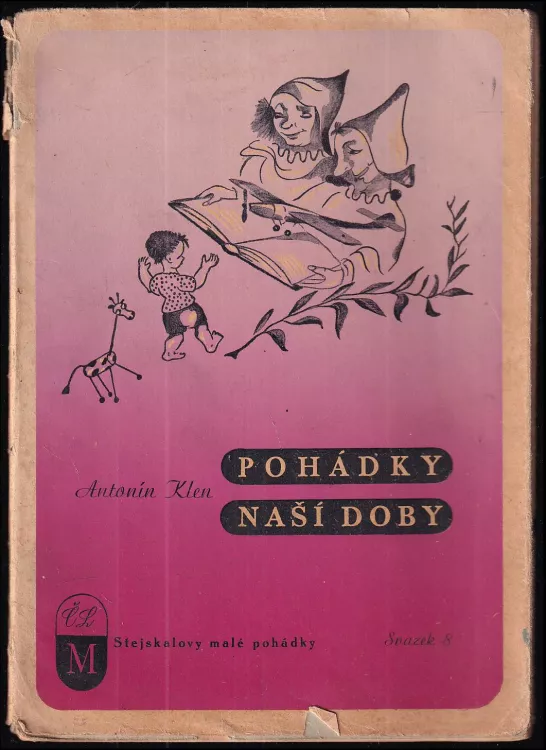 POHÁDKY
Antonín Klen
NAŠÍ DOBY
ČL
M
Stejskalovy malé pohádky
Svazek 8